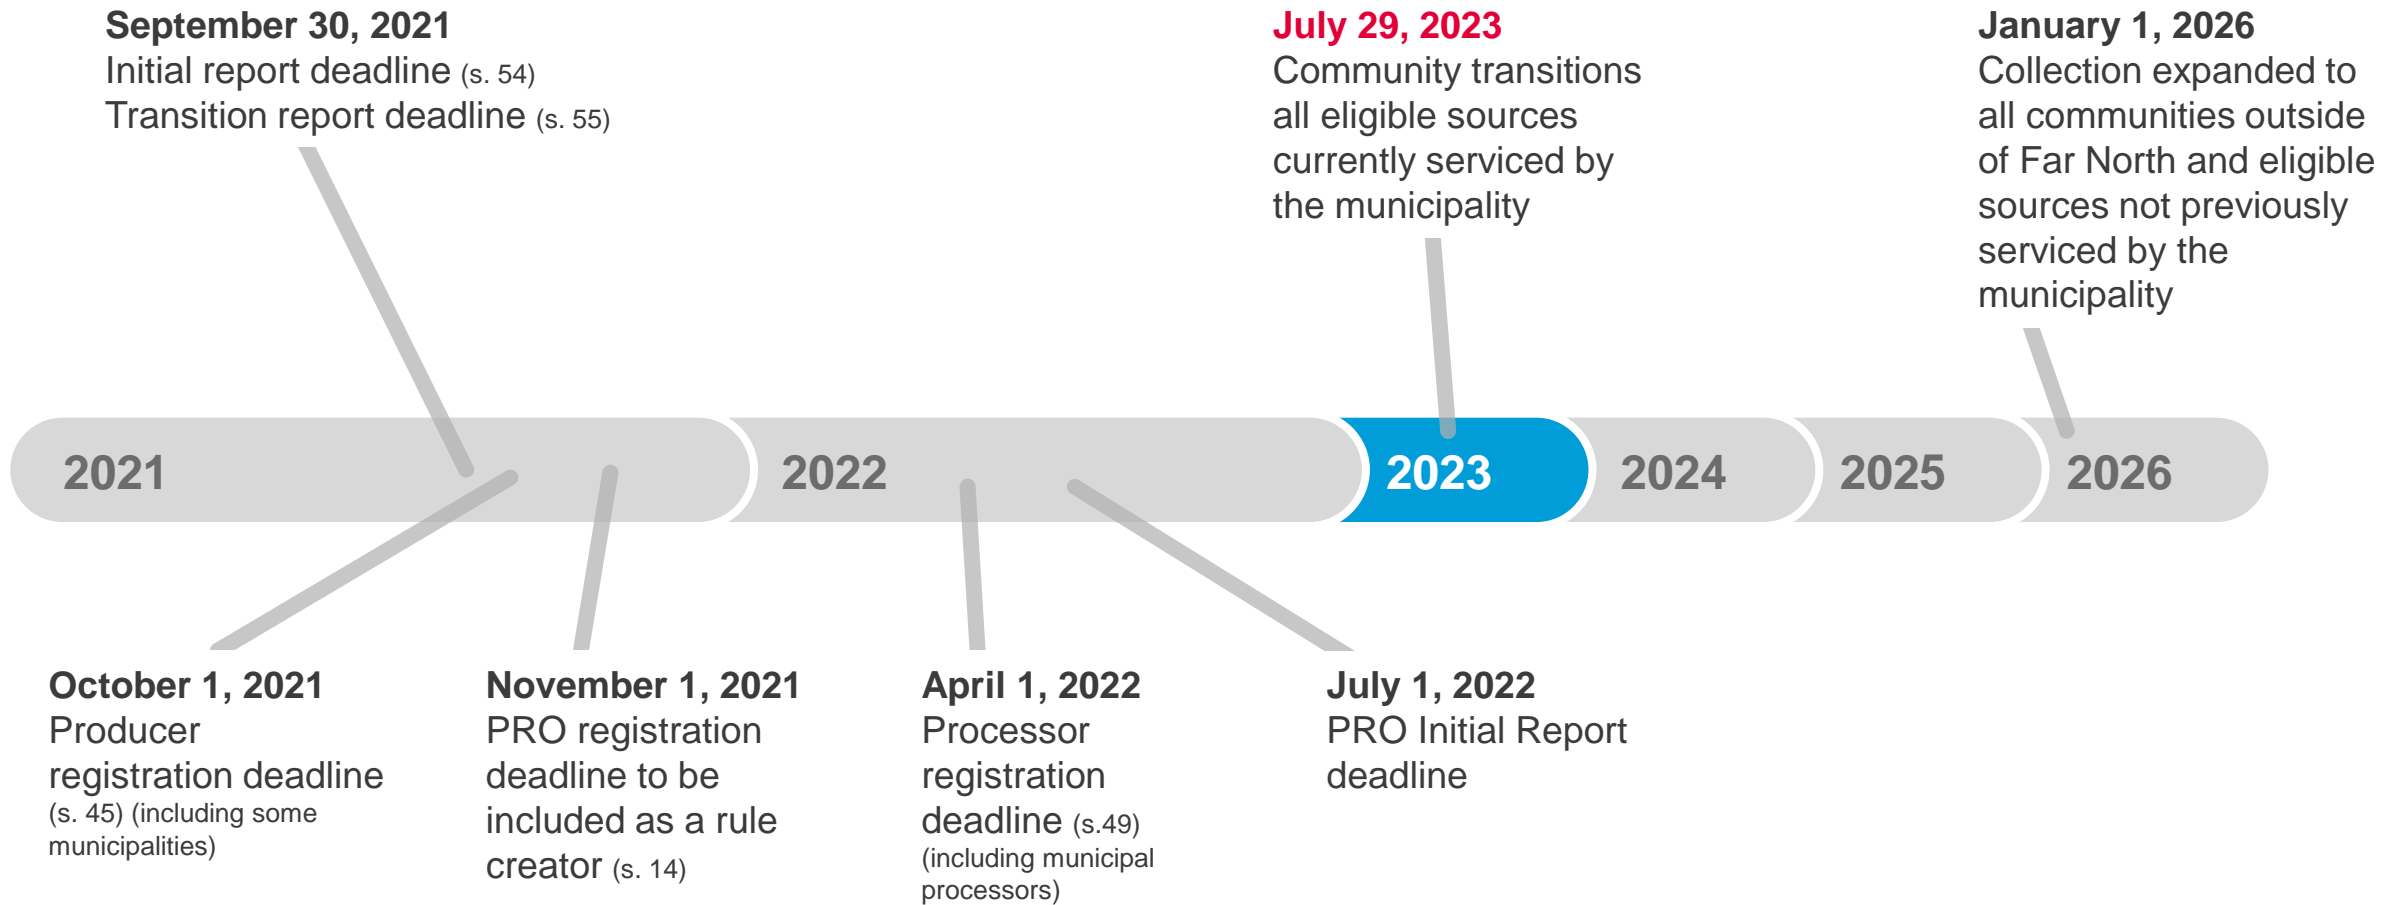 September 30, 2021
Initial report deadline (s. 54)
Transition report deadline (s. 55)
July 29, 2023
Community transitions
all eligible sources
currently serviced by
the municipality
January 1, 2026
Collection expanded to
all communities outside
of Far North and eligible
sources not previously
serviced by the
municipality
2021
2022
2023
2024
2025
2026
October 1, 2021
Producer
registration deadline
(s. 45) (including some
municipalities)
November 1, 2021
PRO registration
deadline to be
included as a rule
creator (s. 14)
April 1, 2022
Processor
registration
deadline (s.49)
(including municipal
processors)
July 1, 2022
PRO Initial Report
deadline